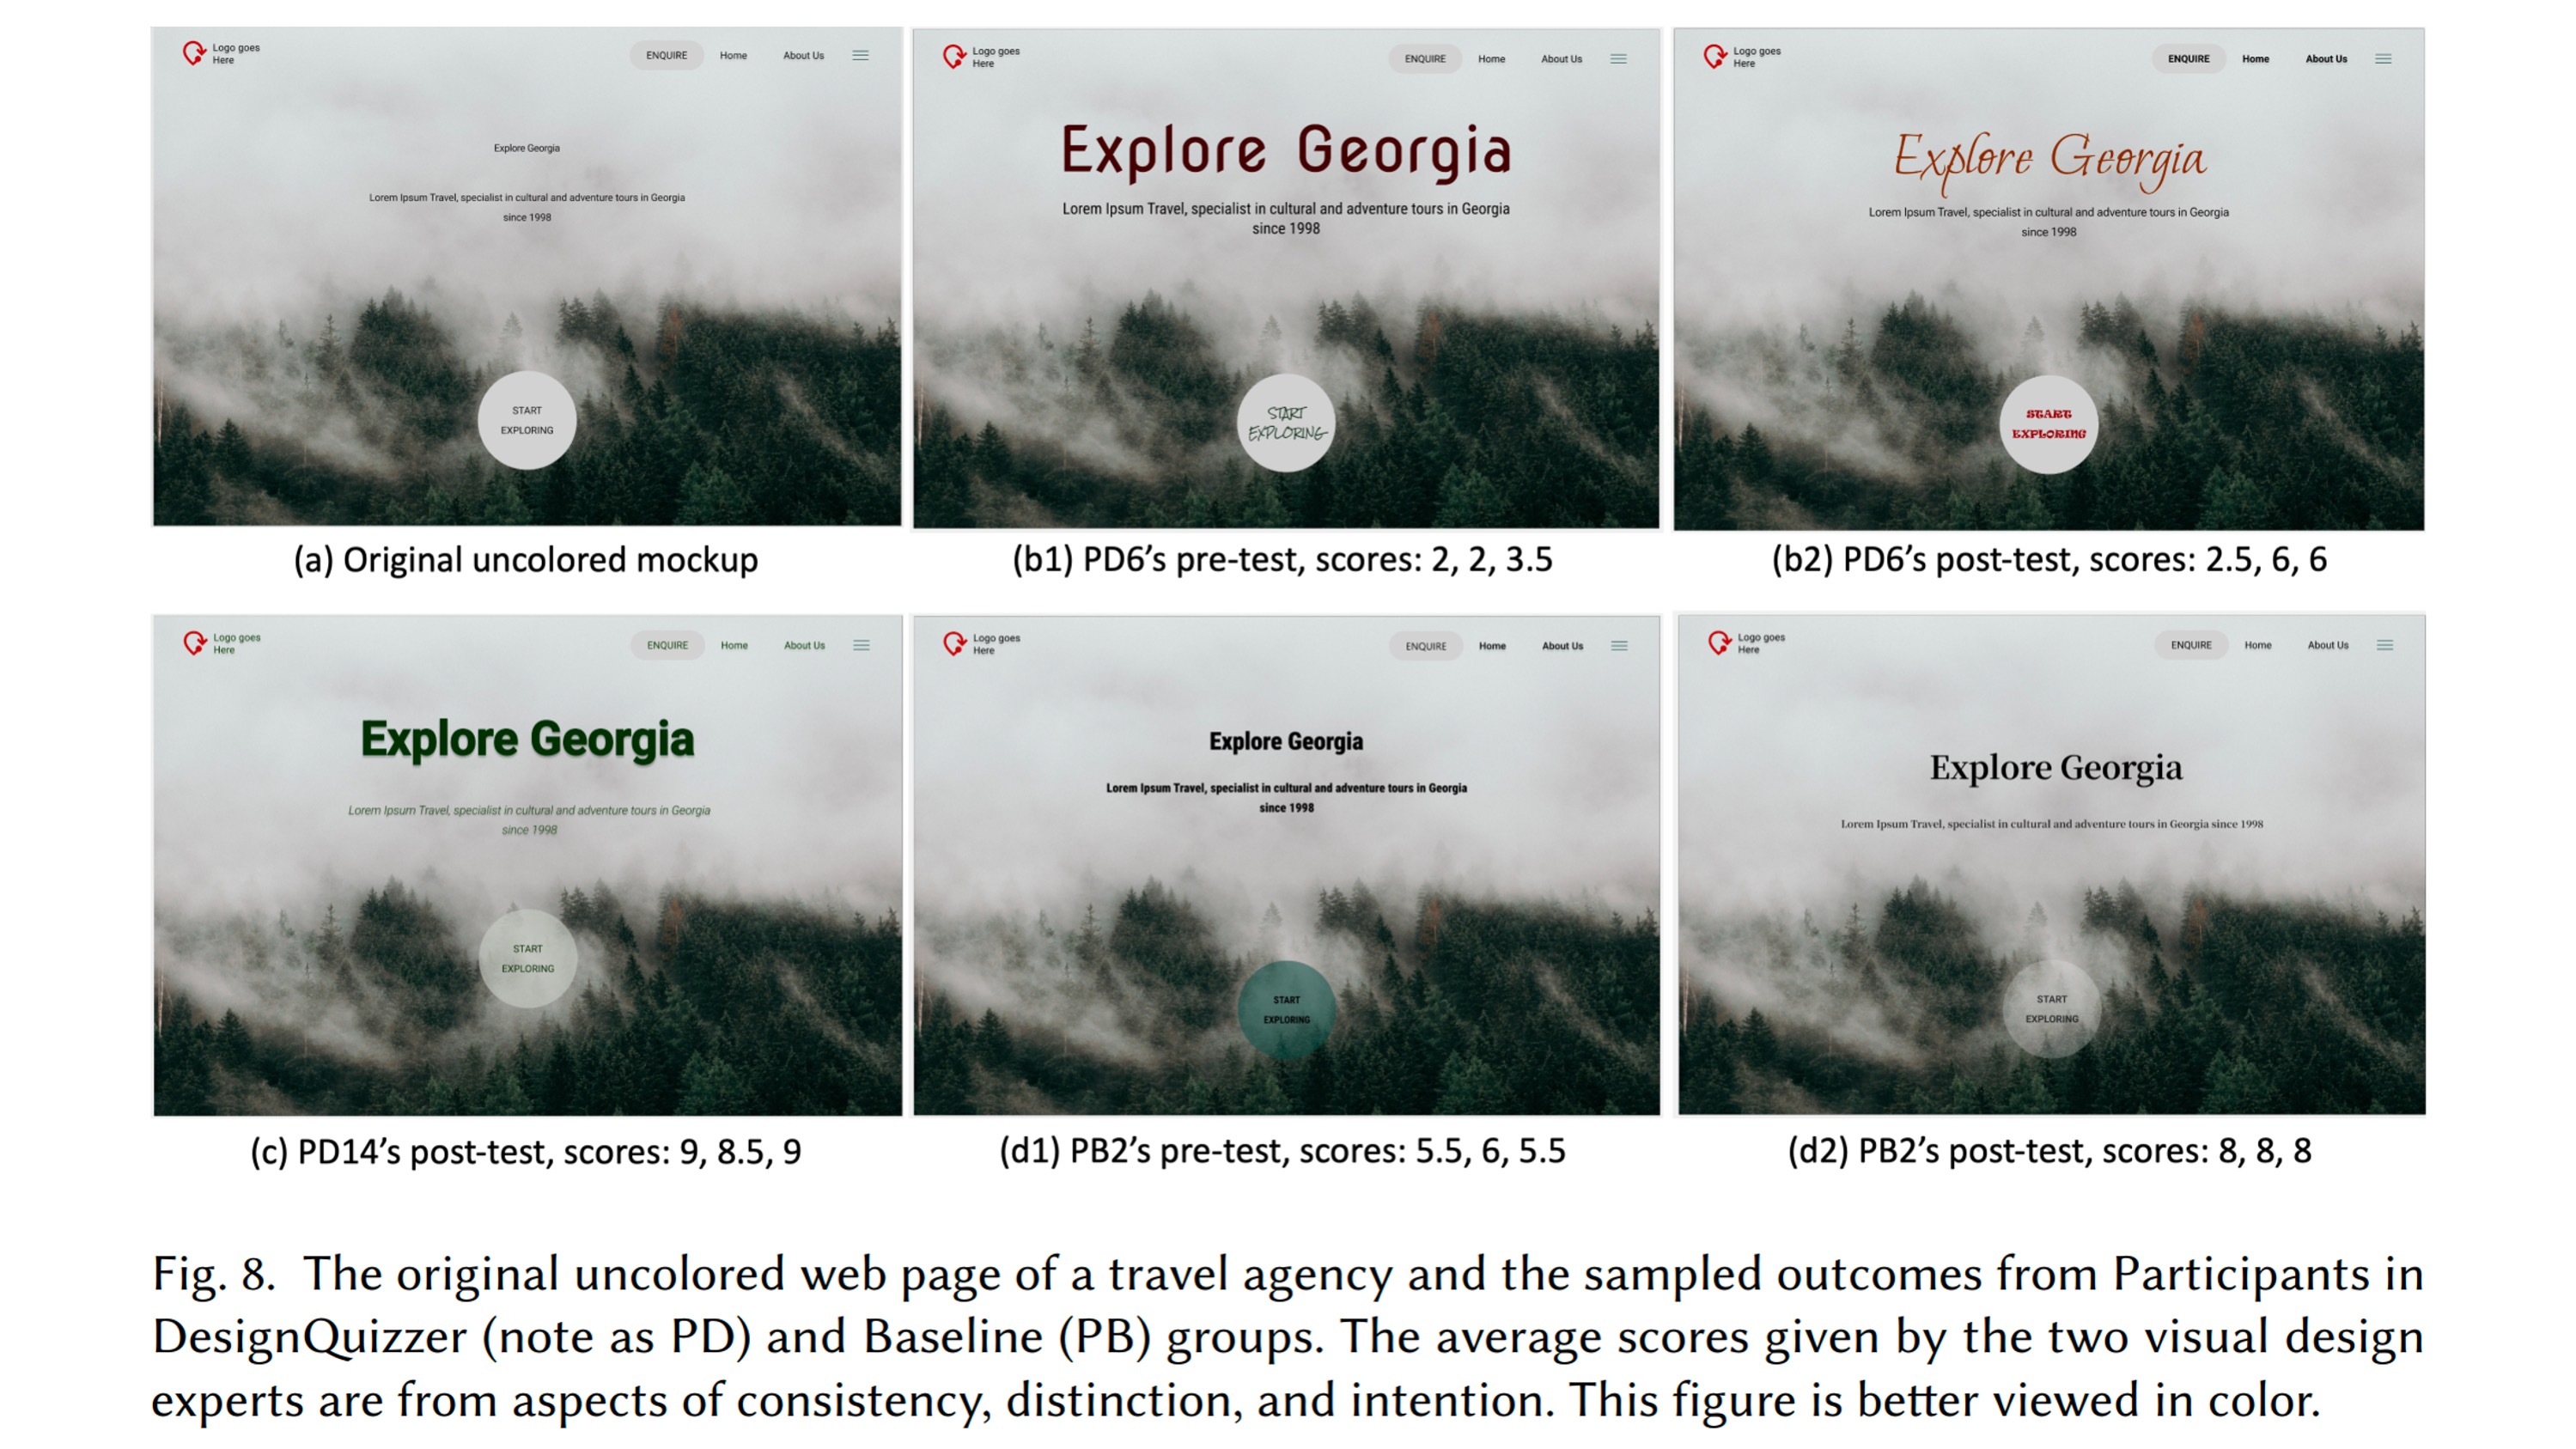 Logo goes
Here
ENQUIRE Home About Us
Explore Georgia
Lorem Ipsum Travel, specialist in cultural and adventure tours in Georgia
since 1998
START
EXPLORING
(a) Original uncolored mockup
Logo goes
Here
ENQUIRE Home About Us
Explore Georgia
Lorem Ipsum Travel, specialist in cultural and adventure tours in Georgia
since 1998
START
EXPLORING
(b1) PD6’s pre-test, scores: 2, 2, 3.5
Logo goes
Here
ENQUIRE Home About Us
Explore Georgia
Lorem Ipsum Travel, specialist in cultural and adventure tours in Georgia
since 1998
START
EXPLORING
(b2) PD6’s post-test, scores: 2.5, 6, 6
Logo goes
Here
ENQUIRE Home About Us
Explore Georgia
Lorem Ipsum Travel, specialist in cultural and adventure tours in Georgia
since 1998
START
EXPLORING
(c) PD14’s post-test, scores: 9, 8.5, 9
Logo goes
Here
ENQUIRE Home About Us
Explore Georgia
Lorem Ipsum Travel, specialist in cultural and adventure tours in Georgia
since 1998
START
EXPLORING
(d1) PB2’s pre-test, scores: 5.5, 6, 5.5
Logo goes
Here
ENQUIRE Home About Us
Explore Georgia
Lorem Ipsum Travel, specialist in cultural and adventure tours in Georgia since 1998
START
EXPLORING
(d2) PB2’s post-test, scores: 8, 8, 8
Fig. 8. The original uncolored web page of a travel agency and the sampled outcomes from Participants in
DesignQuizzer (note as PD) and Baseline (PB) groups. The average scores given by the two visual design
experts are from aspects of consistency, distinction, and intention. This figure is better viewed in color.